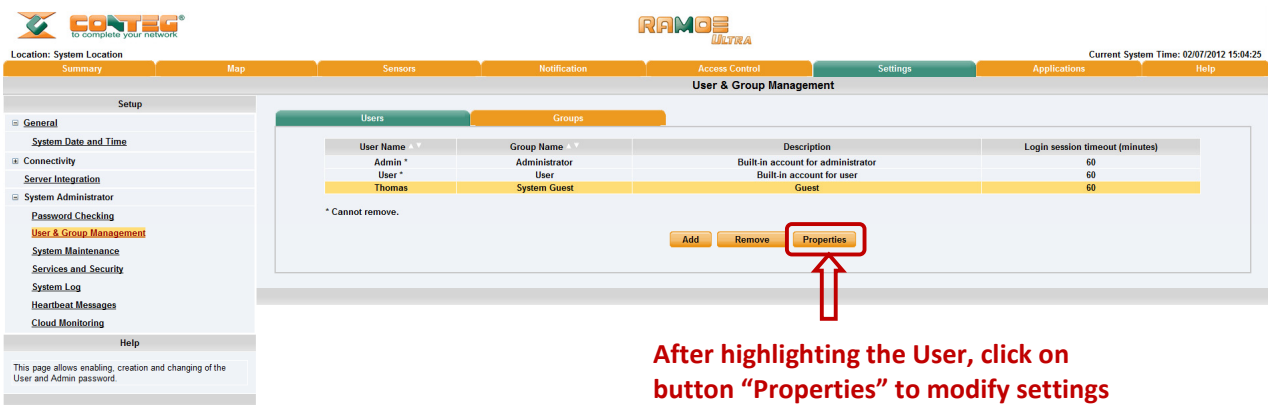 CONTEG®
to complete your network
RAMOS
ULTRA
Location: System Location
Current System Time: 02/07/2012 15:04:25
Summary Map Sensors Notification Access Control Settings Applications Help
User & Group Management
Setup
General
System Date and Time
Connectivity
Server Integration
System Administrator
Password Checking
User & Group Management
System Maintenance
Services and Security
System Log
Heartbeat Messages
Cloud Monitoring
Help
This page allows enabling, creation and changing of the
User and Admin password.
Users Groups
User Name Group Name Description Login session timeout (minutes)
Admin * Administrator Built-in account for administrator 60
User * User Built-in account for user 60
Thomas System Guest Guest 60
* Cannot remove.
Add Remove Properties
After highlighting the User, click on
button “Properties” to modify settings